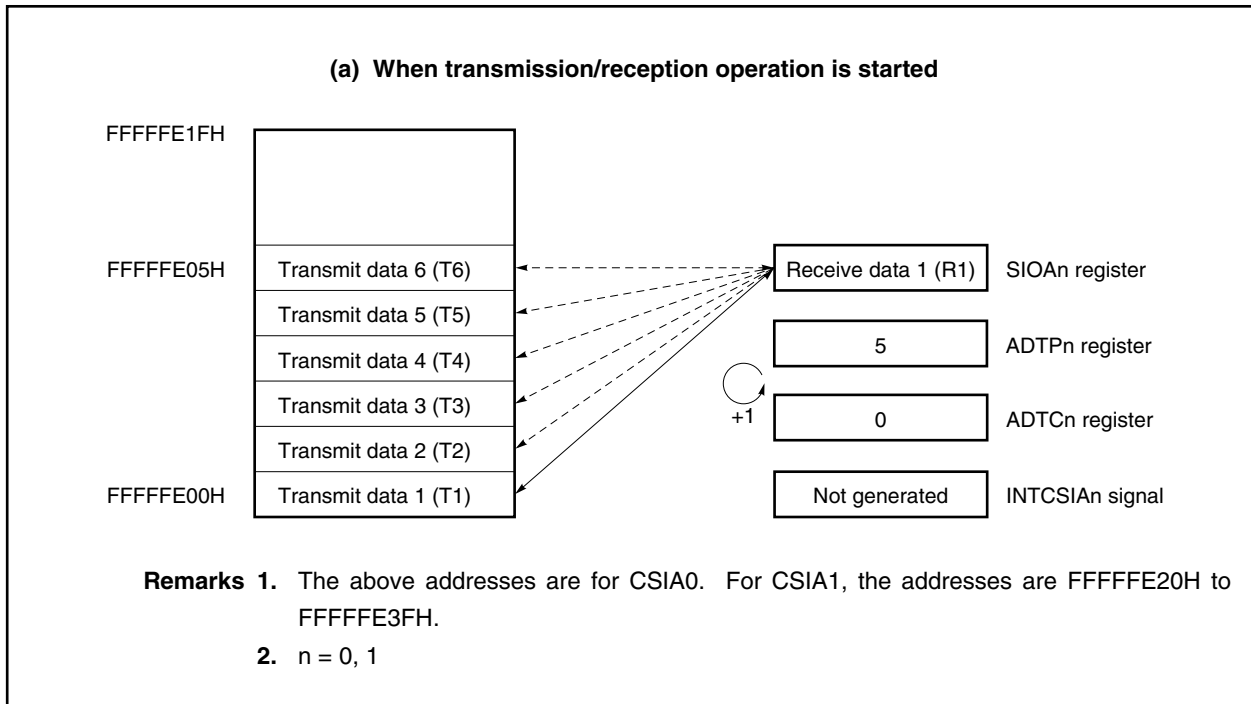 (a) When transmission/reception operation is started
FFFFFE1FH
FFFFFE05H
Transmit data 6 (T6)
Receive data 1 (R1)
SIOAn register
Transmit data 5 (T5)
5
ADTPn register
Transmit data 4 (T4)
Transmit data 3 (T3)
+1
0
ADTCn register
Transmit data 2 (T2)
FFFFFE00H
Transmit data 1 (T1)
Not generated
INTCSIAn signal
Remarks 1. The above addresses are for CSIA0. For CSIA1, the addresses are FFFFFE20H to
FFFFFE3FH.
2. n = 0, 1